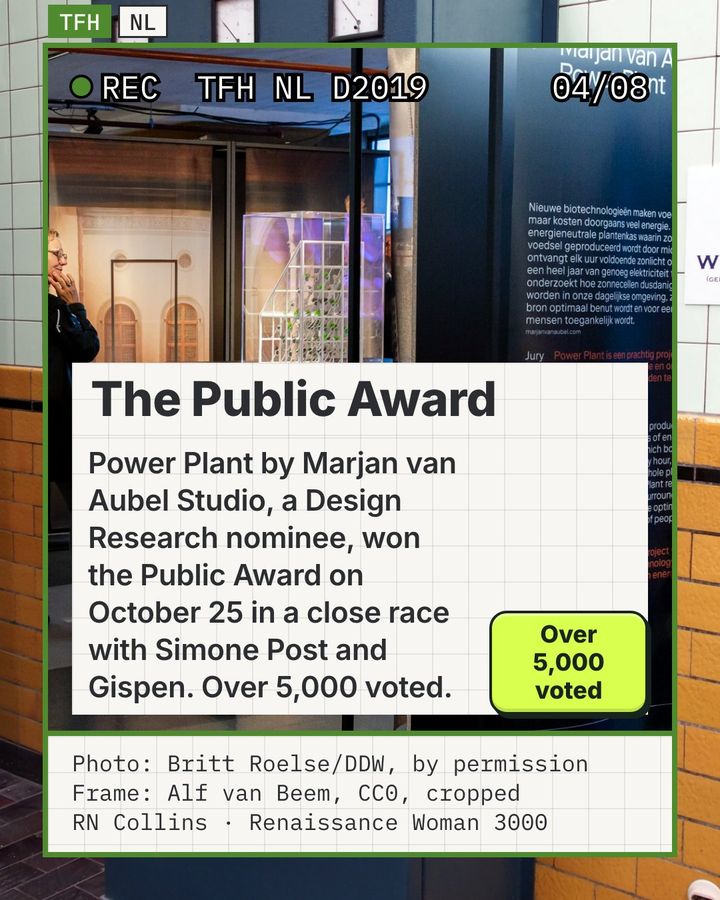 TFH NL
REC TFH NL D2019 04/08
Marjan van A
Power Plant
Nieuwe biotechnologieën maken voe
maar kosten doorgaans veel energie.
energieneutrale plantenkas waarin zo
voedsel geproduceerd wordt door mid
ontvangt elk uur voldoende zonlicht o
een heel jaar van genoeg elektriciteit
onderzoekt hoe zonnecellen dusdanig
worden in onze dagelijkse omgeving, z
bron optimaal benut wordt en voor een
mensen toegankelijk wordt.
marjanvanaubel.com
Jury Power Plant is een prachtig proj
W
The Public Award
Power Plant by Marjan van
Aubel Studio, a Design
Research nominee, won
the Public Award on
October 25 in a close race
with Simone Post and
Gispen. Over 5,000 voted.
Over
5,000
voted
Photo: Britt Roelse/DDW, by permission
Frame: Alf van Beem, CC0, cropped
RN Collins · Renaissance Woman 3000